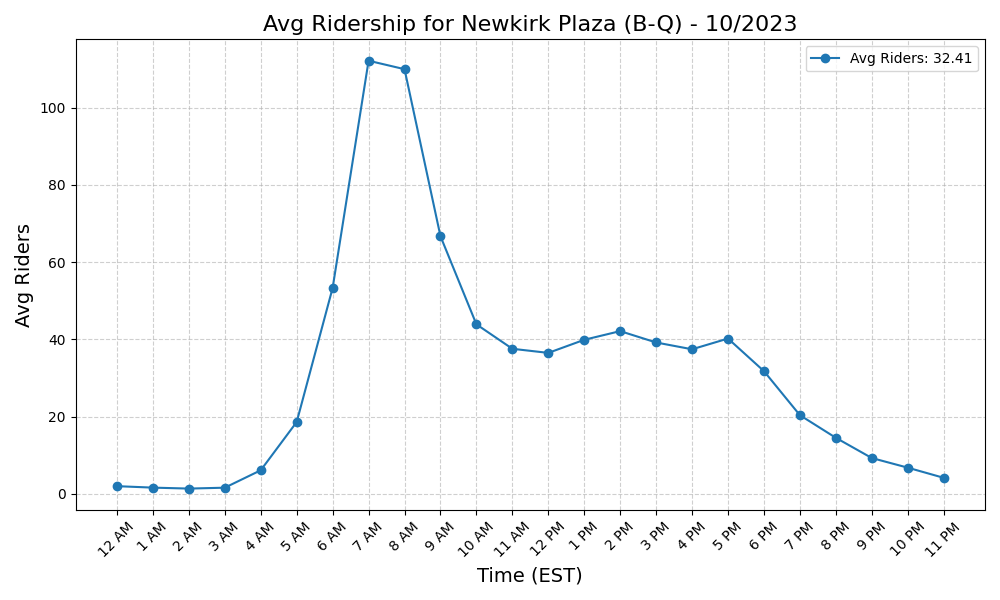 Avg Ridership for Newkirk Plaza (B-Q) - 10/2023
Avg Riders: 32.41
Avg Riders
100
80
60
40
20
0
12 AM
1 AM
2 AM
3 AM
4 AM
5 AM
6 AM
7 AM
8 AM
9 AM
10 AM
11 AM
12 PM
1 PM
2 PM
3 PM
4 PM
5 PM
6 PM
7 PM
8 PM
9 PM
10 PM
11 PM
Time (EST)